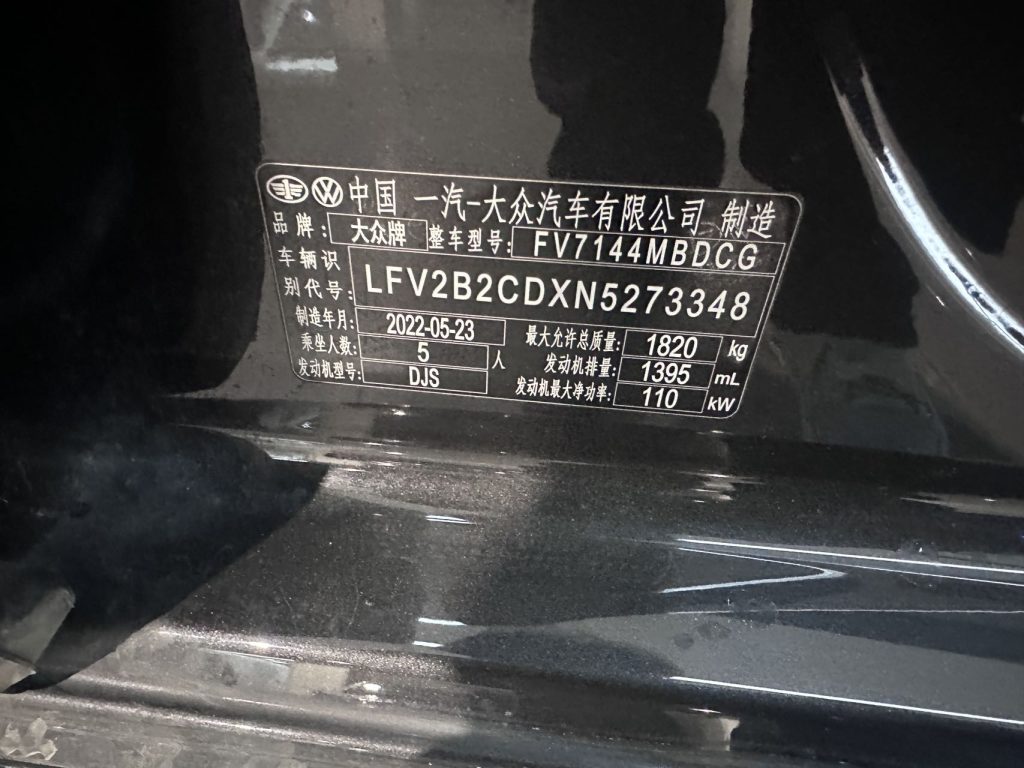 中国 一汽-大众汽车有限公司 制造
品牌: 大众牌 整车型号: FV7144MBDCG
车辆识别代号: LFV2B2CDXN5273348
制造年月: 2022-05-23 最大允许总质量: 1820 kg
乘坐人数: 5 人 发动机排量: 1395 mL
发动机型号: DJS 发动机最大净功率: 110 kW